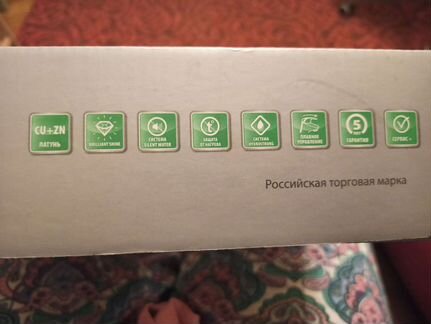 CU+ZN
ЛАТУНЬ
BRILLIANT SHINE
СИСТЕМА
SILENT WATER
ЗАЩИТА
ОТ НАГРЕВА
СИСТЕМА
ПЛАВНОЕ
УПРАВЛЕНИЕ
5
ЛЕТ
ГАРАНТИЯ
СЕРВИС+
Российская торговая марка